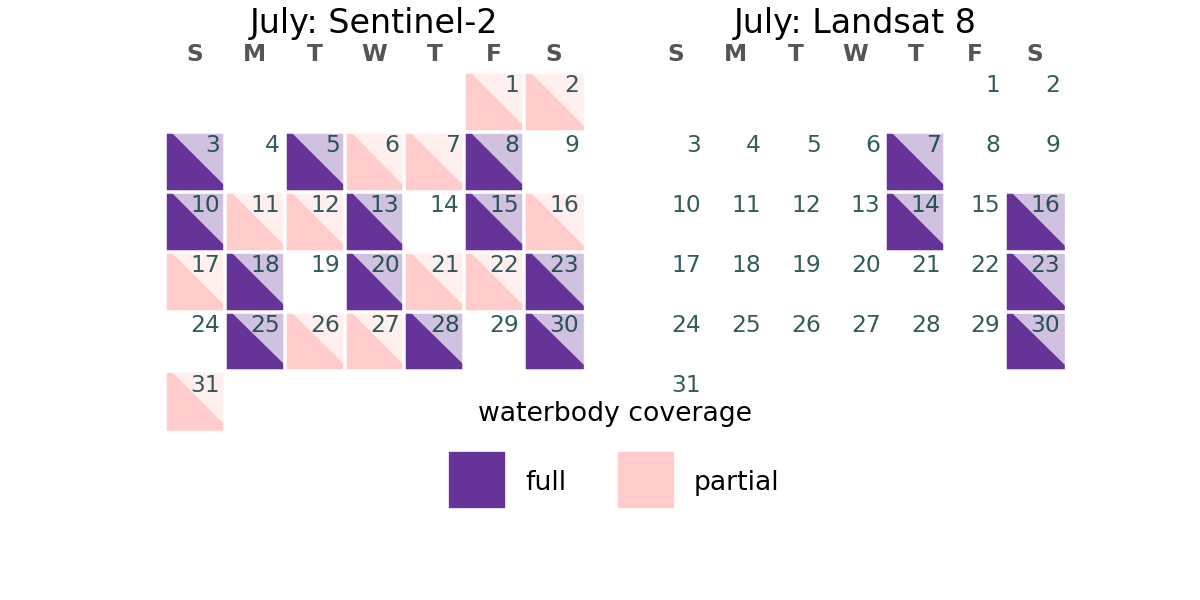 July: Sentinel-2
S M T W T F S
1 2
3 4 5 6 7 8 9
10 11 12 13 14 15 16
17 18 19 20 21 22 23
24 25 26 27 28 29 30
31
July: Landsat 8
S M T W T F S
1 2
3 4 5 6 7 8 9
10 11 12 13 14 15 16
17 18 19 20 21 22 23
24 25 26 27 28 29 30
31
waterbody coverage
full
partial